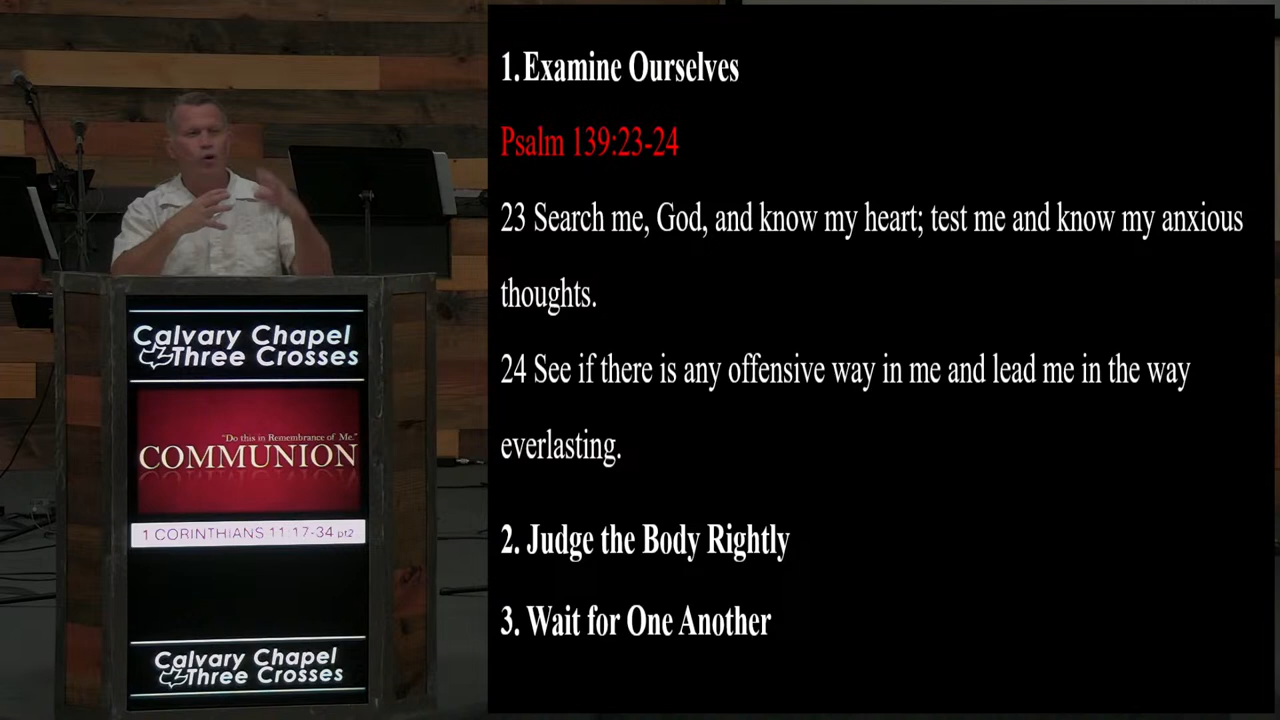 Calvary Chapel
Three Crosses
"Do this in Remembrance of Me."
COMMUNION
1 CORINTHIANS 11:17-34 pt2
Calvary Chapel
Three Crosses
1. Examine Ourselves
Psalm 139:23-24
23 Search me, God, and know my heart; test me and know my anxious
thoughts.
24 See if there is any offensive way in me and lead me in the way
everlasting.
2. Judge the Body Rightly
3. Wait for One Another